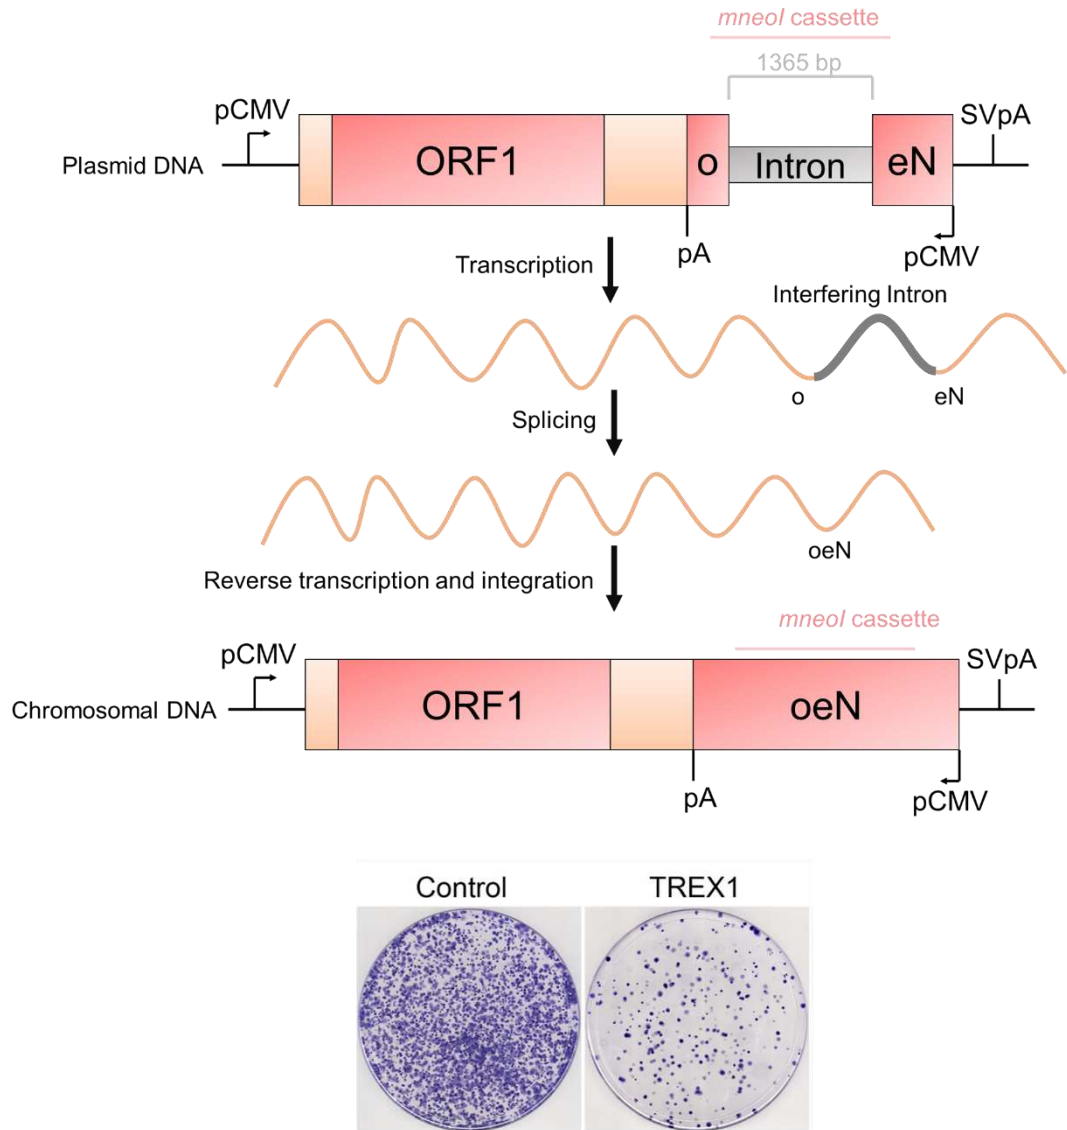 mneoI cassette
1365 bp
pCMV
SVpA
Plasmid DNA
ORF1
o
Intron
eN
pA
pCMV
Transcription
Interfering Intron
o
eN
Splicing
oeN
Reverse transcription and integration
mneoI cassette
pCMV
SVpA
Chromosomal DNA
ORF1
oeN
pA
pCMV
Control
TREX1